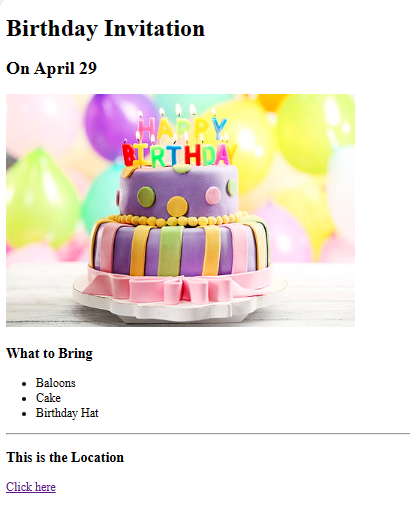 Birthday Invitation
On April 29
HAPPY
BIRTHDAY
What to Bring
Baloons
Cake
Birthday Hat
This is the Location
Click here